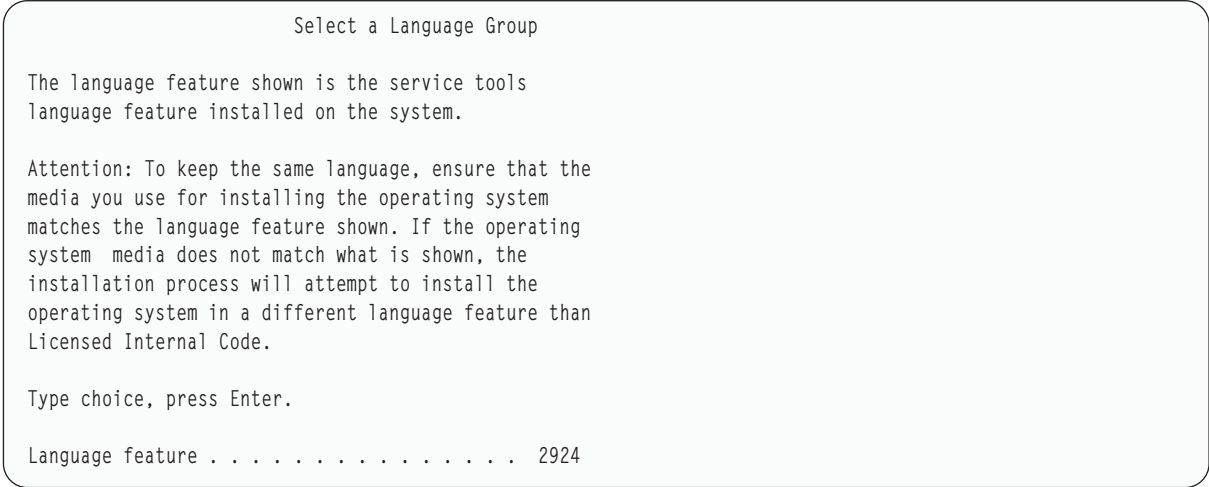 Select a Language Group
The language feature shown is the service tools
language feature installed on the system.
Attention: To keep the same language, ensure that the
media you use for installing the operating system
matches the language feature shown. If the operating
system  media does not match what is shown, the
installation process will attempt to install the
operating system in a different language feature than
Licensed Internal Code.
Type choice, press Enter.
Language feature . . . . . . . . . . . . . . . 2924